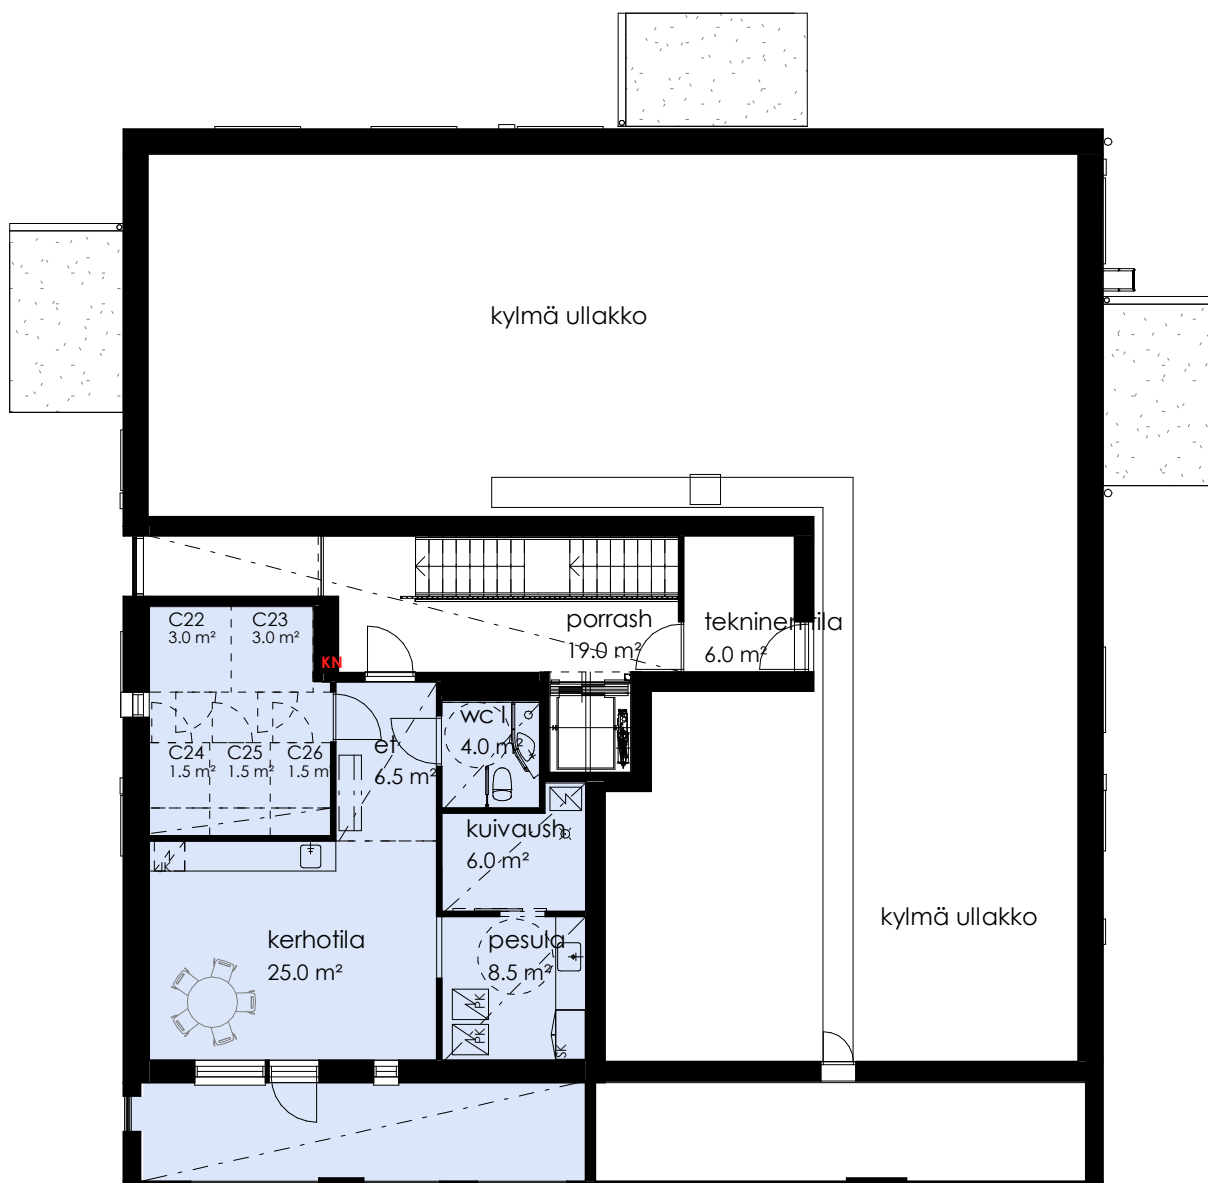 kylmä ullakko
C22
3.0 m²
C23
3.0 m²
KN
porrash
19.0 m²
tekninen tila
6.0 m²
C24
1.5 m²
C25
1.5 m²
C26
1.5 m²
et
6.5 m²
wc l
4.0 m²
kuivaush
6.0 m²
JK
kerhotila
25.0 m²
pesula
8.5 m²
PK
PK
SK
kylmä ullakko